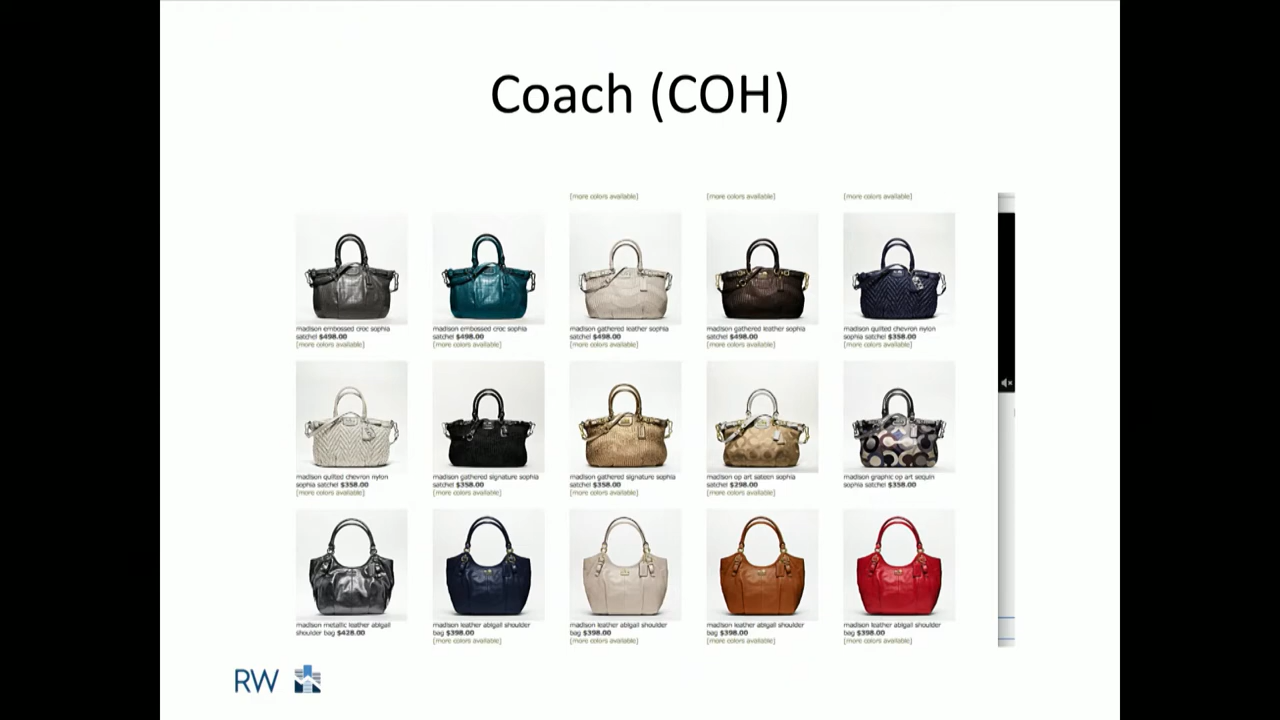 Coach (COH)
[more colors available]
[more colors available]
[more colors available]
madison embossed croc sophia
satchel $498.00
[more colors available]
madison embossed croc sophia
satchel $498.00
[more colors available]
madison gathered leather sophia
satchel $498.00
[more colors available]
madison gathered leather sophia
satchel $498.00
[more colors available]
madison quilted chevron nylon
sophia satchel $358.00
[more colors available]
madison quilted chevron nylon
sophia satchel $358.00
[more colors available]
madison gathered signature sophia
satchel $358.00
[more colors available]
madison gathered signature sophia
satchel $358.00
[more colors available]
madison op art sateen sophia
satchel $298.00
[more colors available]
madison graphic op art sequin
sophia satchel $358.00
madison metallic leather abigail
shoulder bag $428.00
madison leather abigail shoulder
bag $398.00
[more colors available]
madison leather abigail shoulder
bag $398.00
[more colors available]
madison leather abigail shoulder
bag $398.00
[more colors available]
madison leather abigail shoulder
bag $398.00
[more colors available]
RW